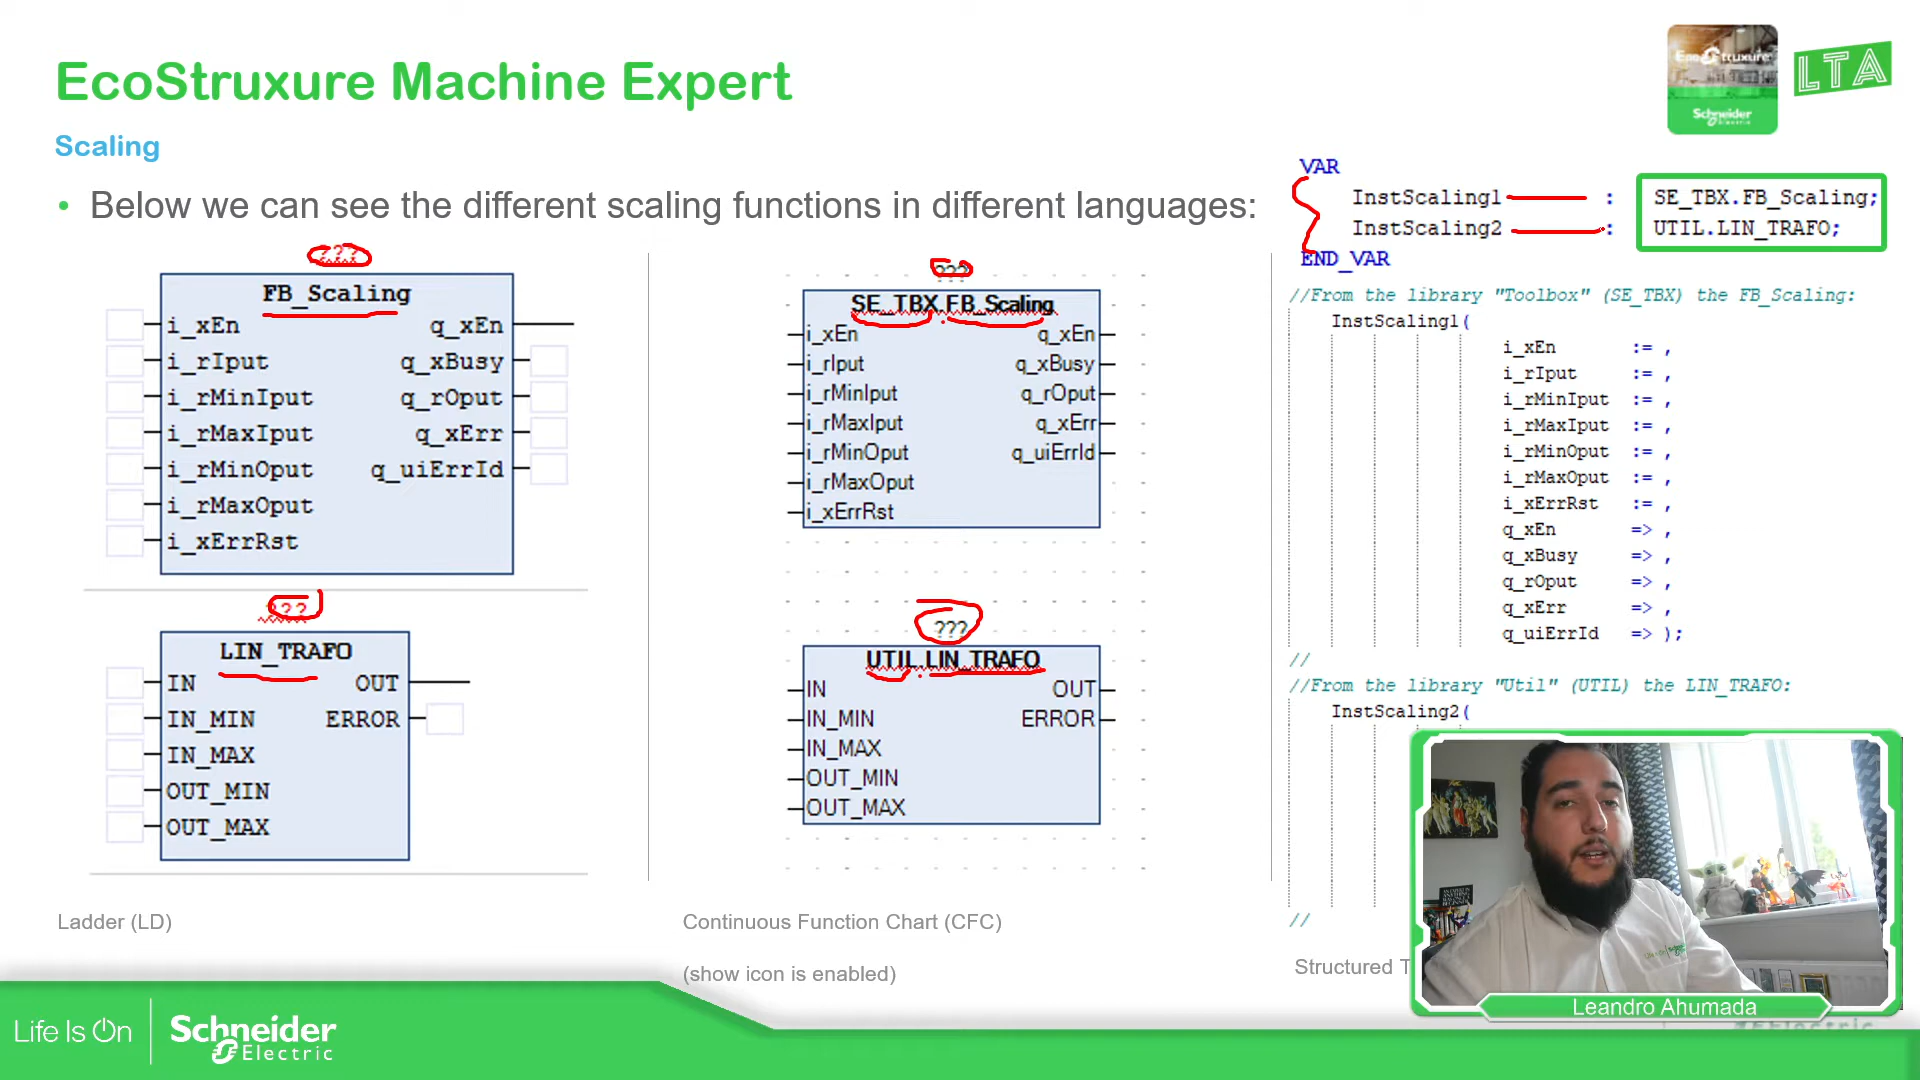 EcoStruxure Machine Expert
EcoStruxure
Schneider
Electric
LTA
Scaling
• Below we can see the different scaling functions in different languages:
???
FB_Scaling
i_xEn q_xEn
i_rIput q_xBusy
i_rMinIput q_rOput
i_rMaxIput q_xErr
i_rMinOput q_uiErrId
i_rMaxOput
i_xErrRst
???
LIN_TRAFO
IN OUT
IN_MIN ERROR
IN_MAX
OUT_MIN
OUT_MAX
Ladder (LD)
???
SE_TBX.FB_Scaling
i_xEn q_xEn
i_rIput q_xBusy
i_rMinIput q_rOput
i_rMaxIput q_xErr
i_rMinOput q_uiErrId
i_rMaxOput
i_xErrRst
???
UTIL.LIN_TRAFO
IN OUT
IN_MIN ERROR
IN_MAX
OUT_MIN
OUT_MAX
Continuous Function Chart (CFC)
(show icon is enabled)
VAR
InstScaling1 : SE_TBX.FB_Scaling;
InstScaling2 : UTIL.LIN_TRAFO;
END_VAR
//From the library "Toolbox" (SE_TBX) the FB_Scaling:
InstScaling1(
i_xEn := ,
i_rIput := ,
i_rMinIput := ,
i_rMaxIput := ,
i_rMinOput := ,
i_rMaxOput := ,
i_xErrRst := ,
q_xEn => ,
q_xBusy => ,
q_rOput => ,
q_xErr => ,
q_uiErrId => );
//
//From the library "Util" (UTIL) the LIN_TRAFO:
InstScaling2(
//
Structured T
Leandro Ahumada
Life Is On
Schneider
Electric